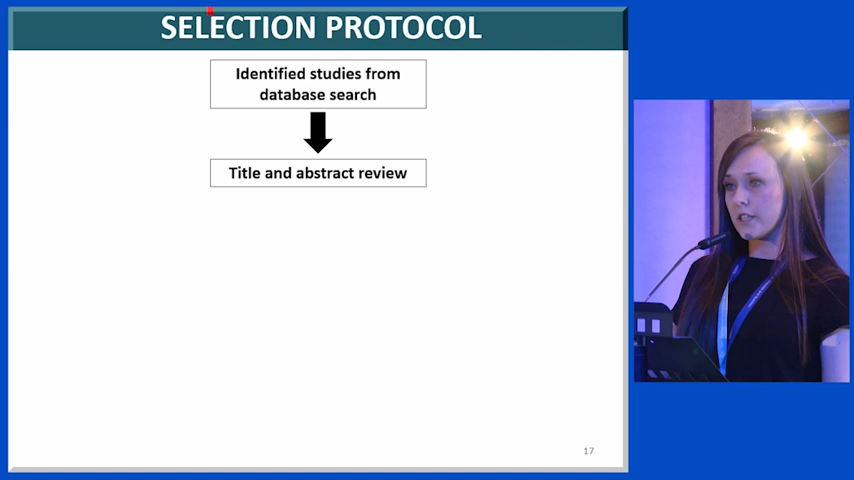 SELECTION PROTOCOL
Identified studies from
database search
Title and abstract review
17